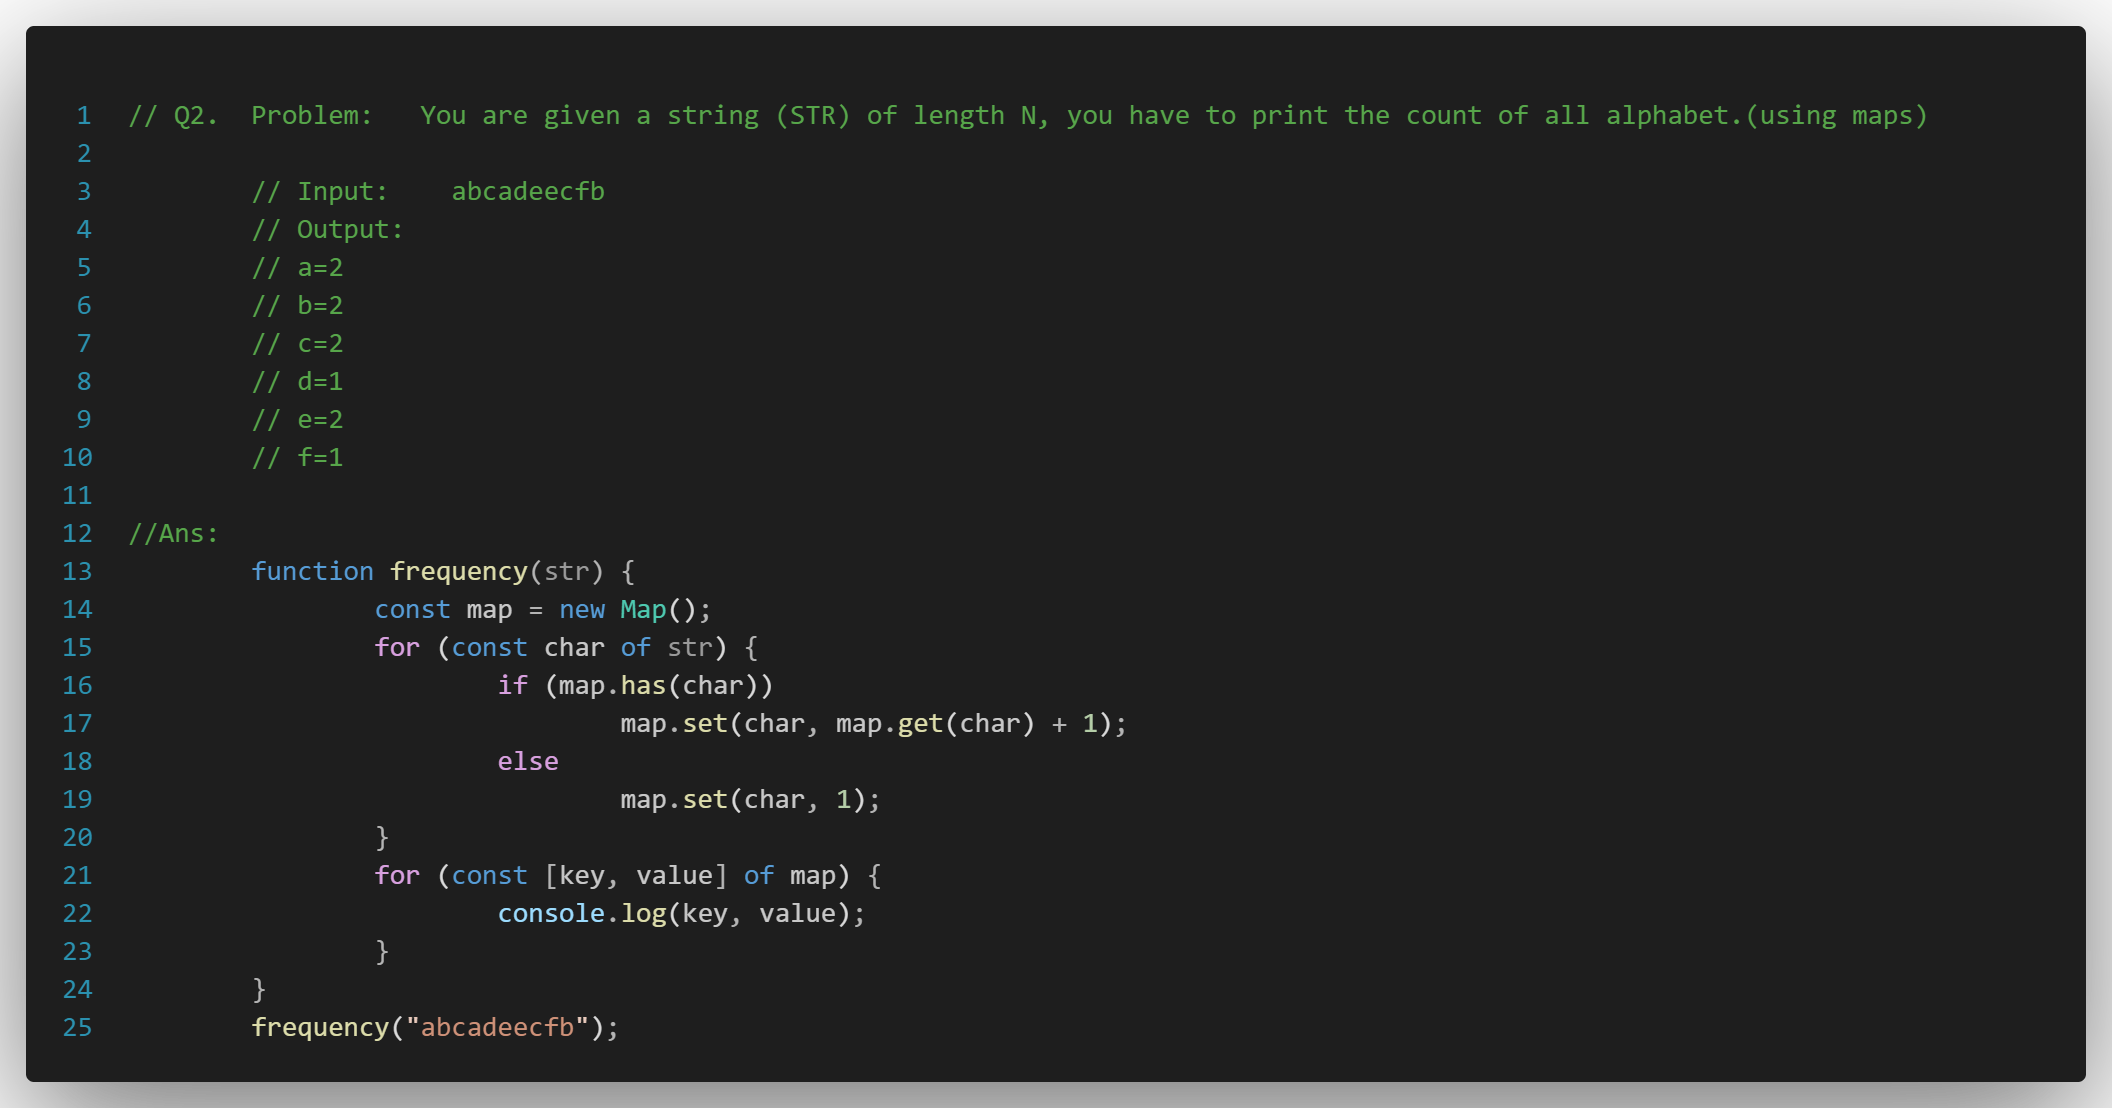 1 // Q2.  Problem:   You are given a string (STR) of length N, you have to print the count of all alphabet.(using maps)
2
3         // Input:    abcadeecfb
4         // Output:
5         // a=2
6         // b=2
7         // c=2
8         // d=1
9         // e=2
10         // f=1
11
12 //Ans:
13         function frequency(str) {
14                 const map = new Map();
15                 for (const char of str) {
16                         if (map.has(char))
17                                 map.set(char, map.get(char) + 1);
18                         else
19                                 map.set(char, 1);
20                 }
21                 for (const [key, value] of map) {
22                         console.log(key, value);
23                 }
24         }
25         frequency("abcadeecfb");